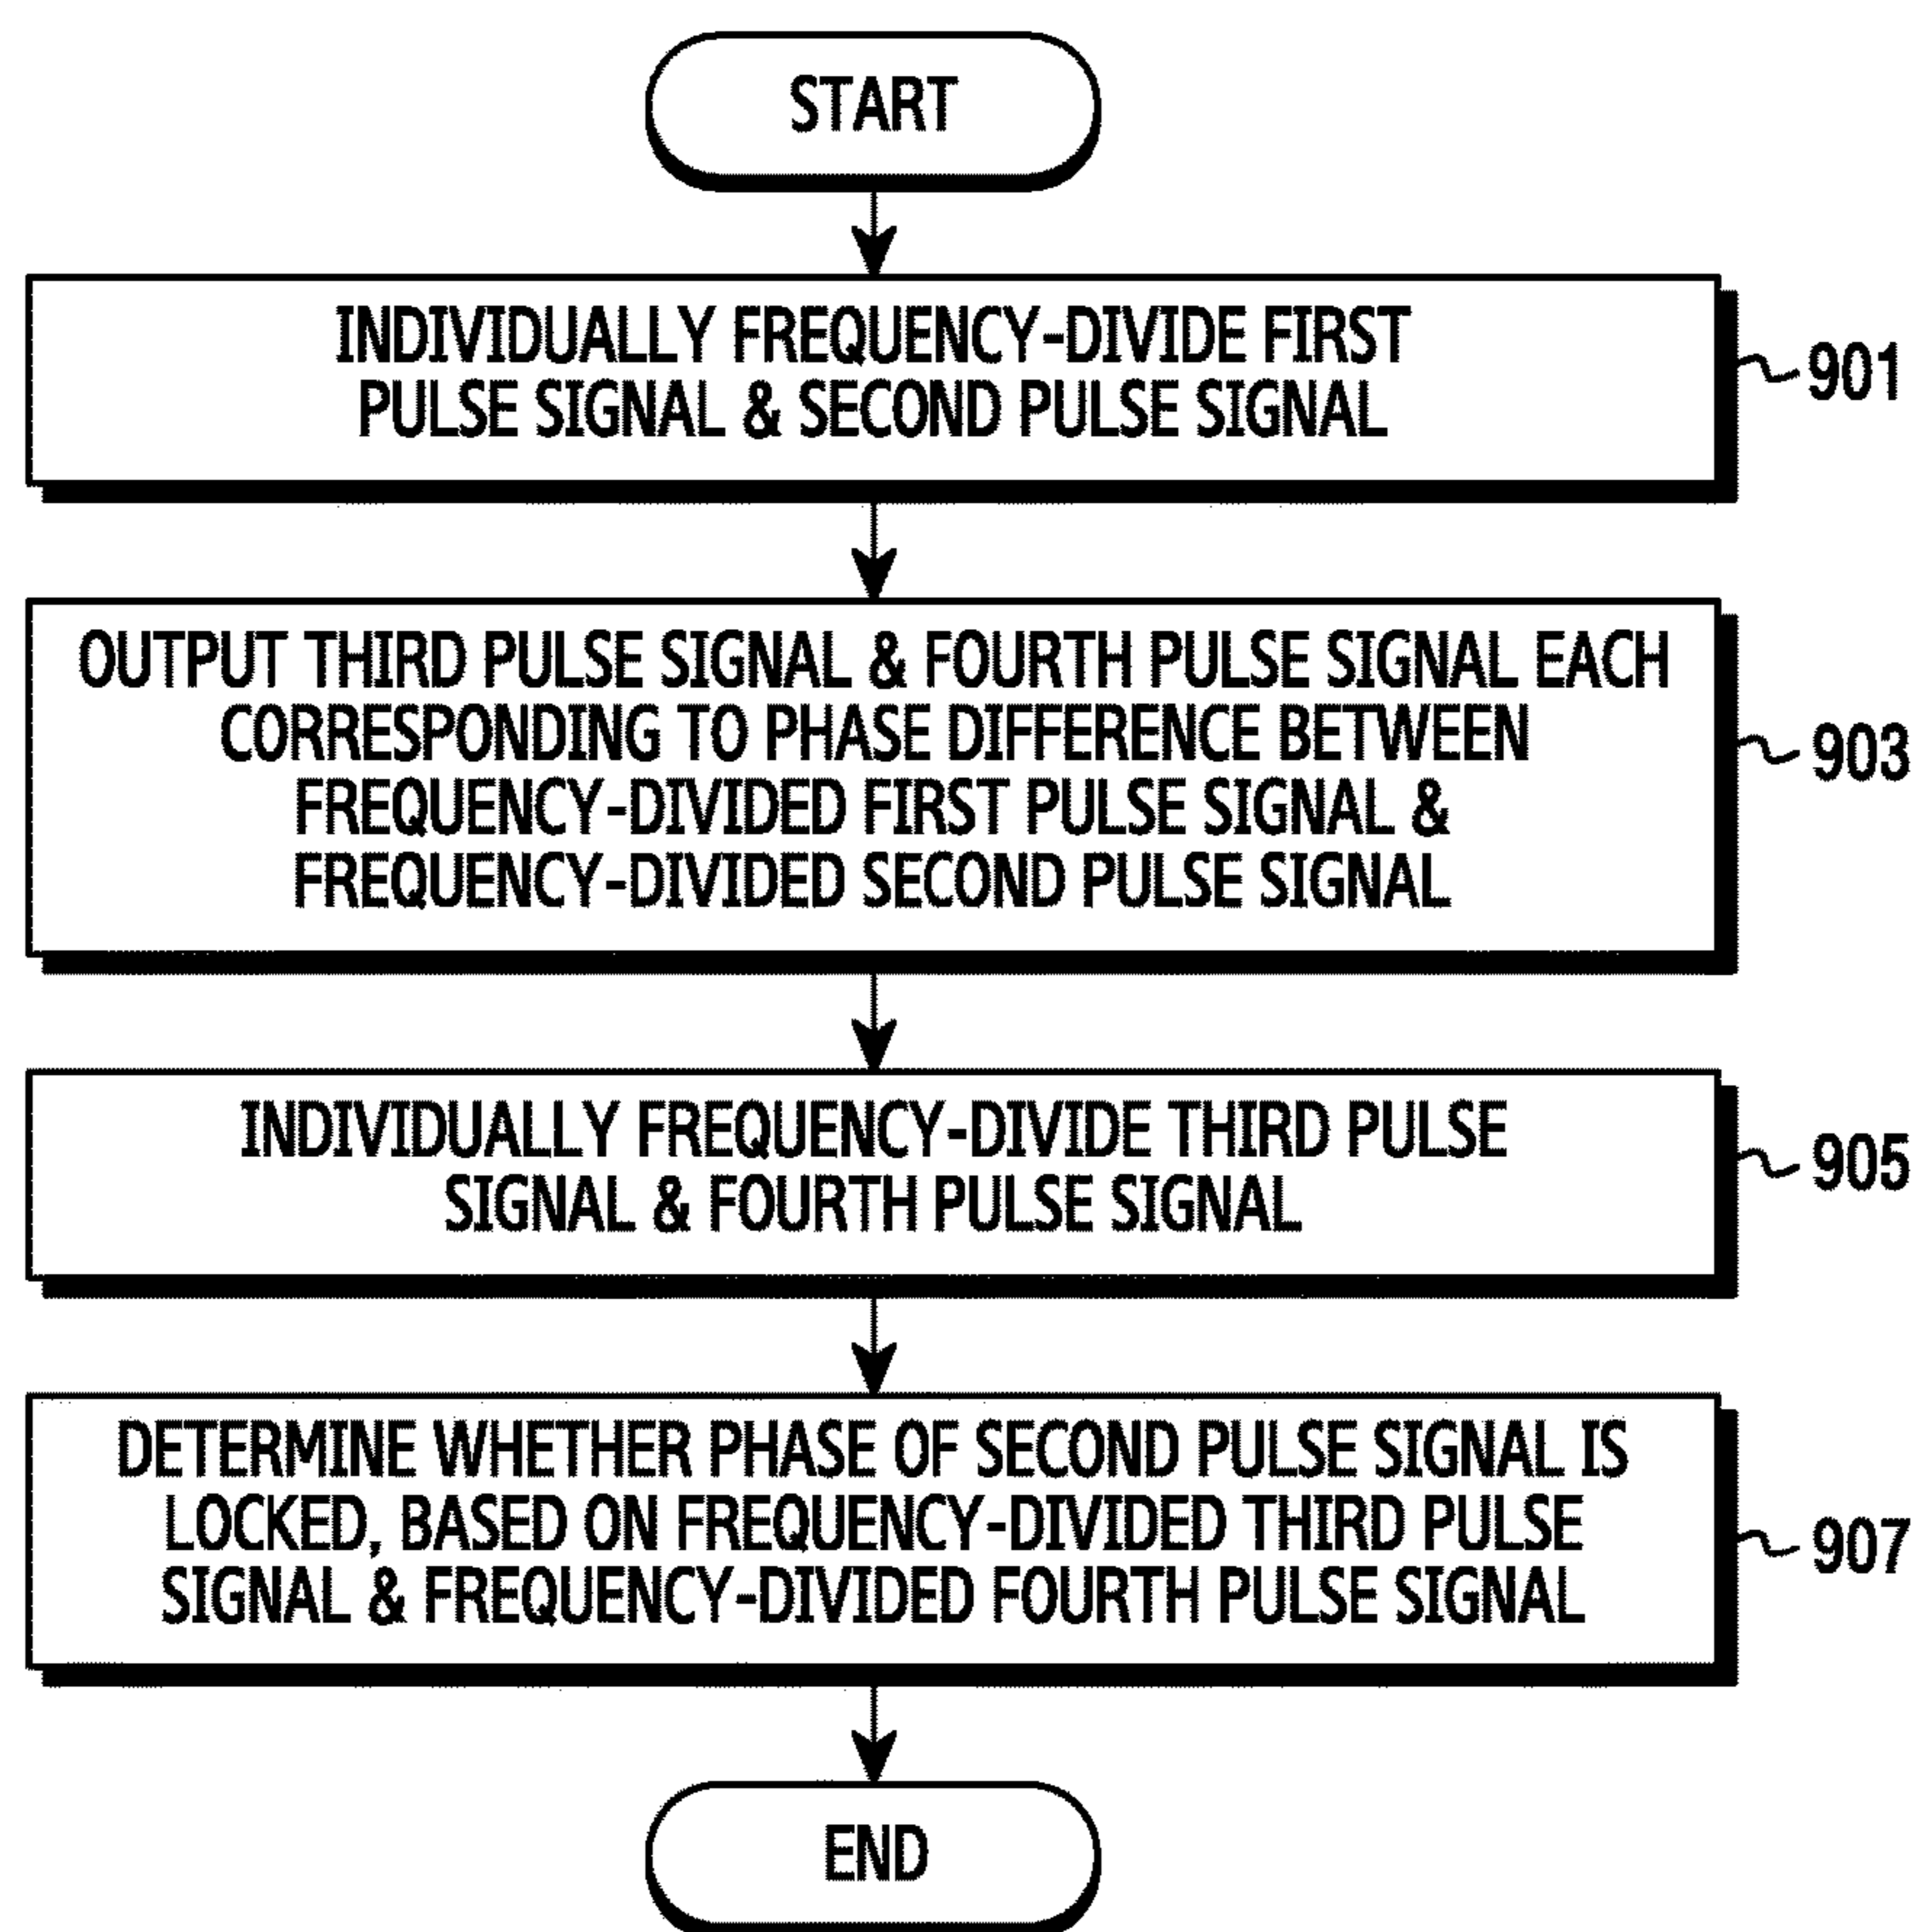 START
INDIVIDUALLY FREQUENCY-DIVIDE FIRST
PULSE SIGNAL & SECOND PULSE SIGNAL
901
OUTPUT THIRD PULSE SIGNAL & FOURTH PULSE SIGNAL EACH
CORRESPONDING TO PHASE DIFFERENCE BETWEEN
FREQUENCY-DIVIDED FIRST PULSE SIGNAL &
FREQUENCY-DIVIDED SECOND PULSE SIGNAL
903
INDIVIDUALLY FREQUENCY-DIVIDE THIRD PULSE
SIGNAL & FOURTH PULSE SIGNAL
905
DETERMINE WHETHER PHASE OF SECOND PULSE SIGNAL IS
LOCKED, BASED ON FREQUENCY-DIVIDED THIRD PULSE
SIGNAL & FREQUENCY-DIVIDED FOURTH PULSE SIGNAL
907
END